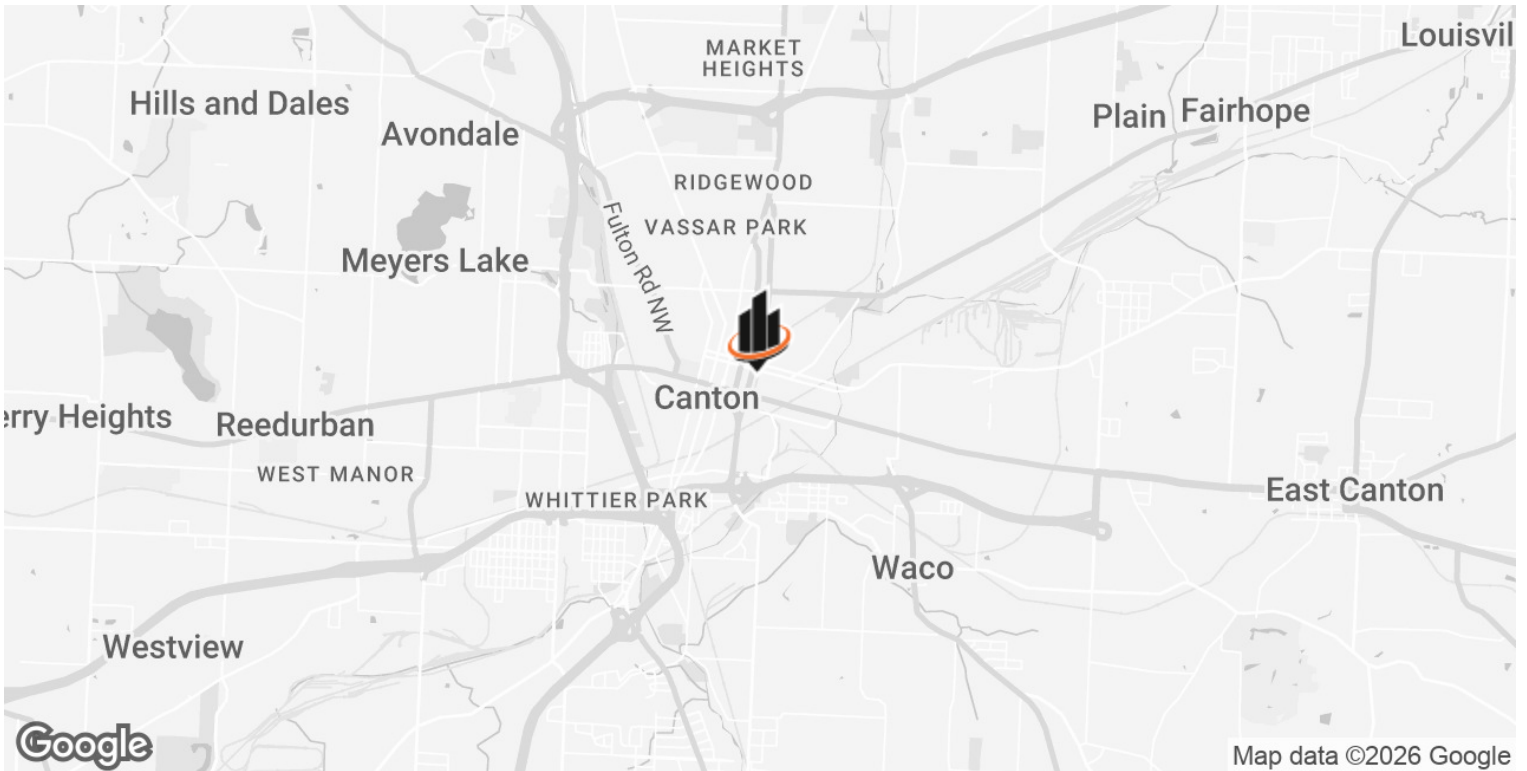 MARKET
HEIGHTS
Louisvil
Hills and Dales
Avondale
Plain
Fairhope
RIDGEWOOD
VASSAR PARK
Fulton Rd NW
Meyers Lake
Canton
erry Heights
Reedurban
WEST MANOR
WHITTIER PARK
East Canton
Waco
Westview
Google
Map data ©2026 Google